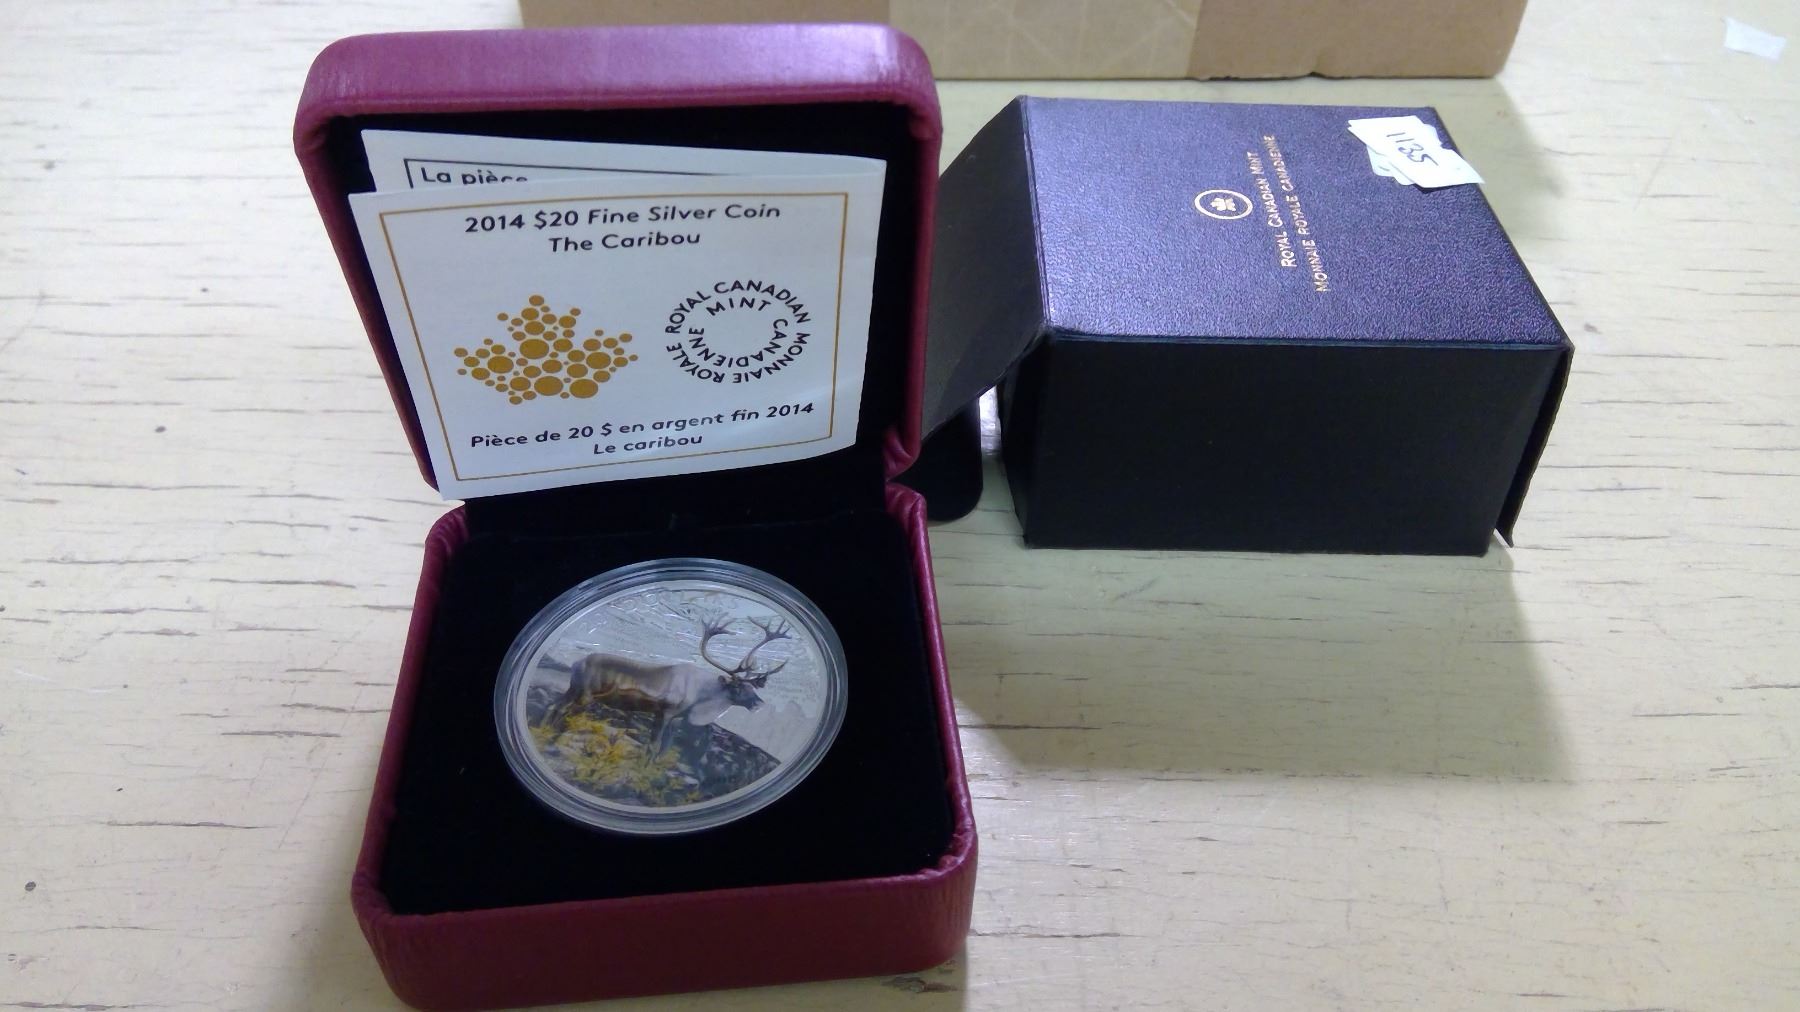 La pièce
2014 $20 Fine Silver Coin
The Caribou
ROYAL CANADIAN MINT
MONNAIE ROYALE CANADIENNE
Pièce de 20 $ en argent fin 2014
Le caribou
ROYAL CANADIAN MINT
MONNAIE ROYALE CANADIENNE
1135